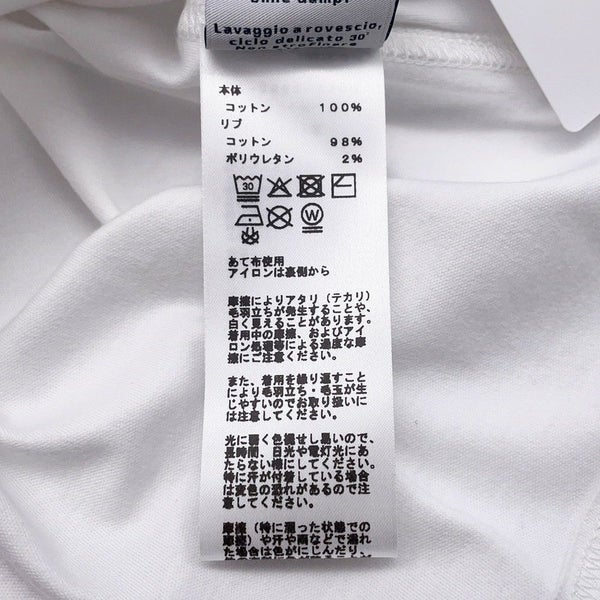 Lavaggio a rovescio,
ciclo delicato 30°
Non strofinare
本体
コットン 100%
リブ
コットン 98%
ポリウレタン 2%
30
W
あて布使用
アイロンは裏側から
摩擦によりアタリ（テカリ）
毛羽立ちが発生することや、
白く見えることがあります。
着用中の摩擦、およびアイ
ロン処理等による過度な摩
擦にご注意ください。
また、着用を繰り返すこと
により毛羽立ち・毛玉が生
じやすいのでお取り扱いに
は注意してください。
光に弱く色褪せし易いので、
長時間、日光や電灯光にあ
たらない様にしてください。
特に汗が付着している場合
は変色の恐れがあるので注
意してください。
摩擦（特に湿った状態での
摩擦）や汗や雨などで濡れ
た場合は色がにじんだり、